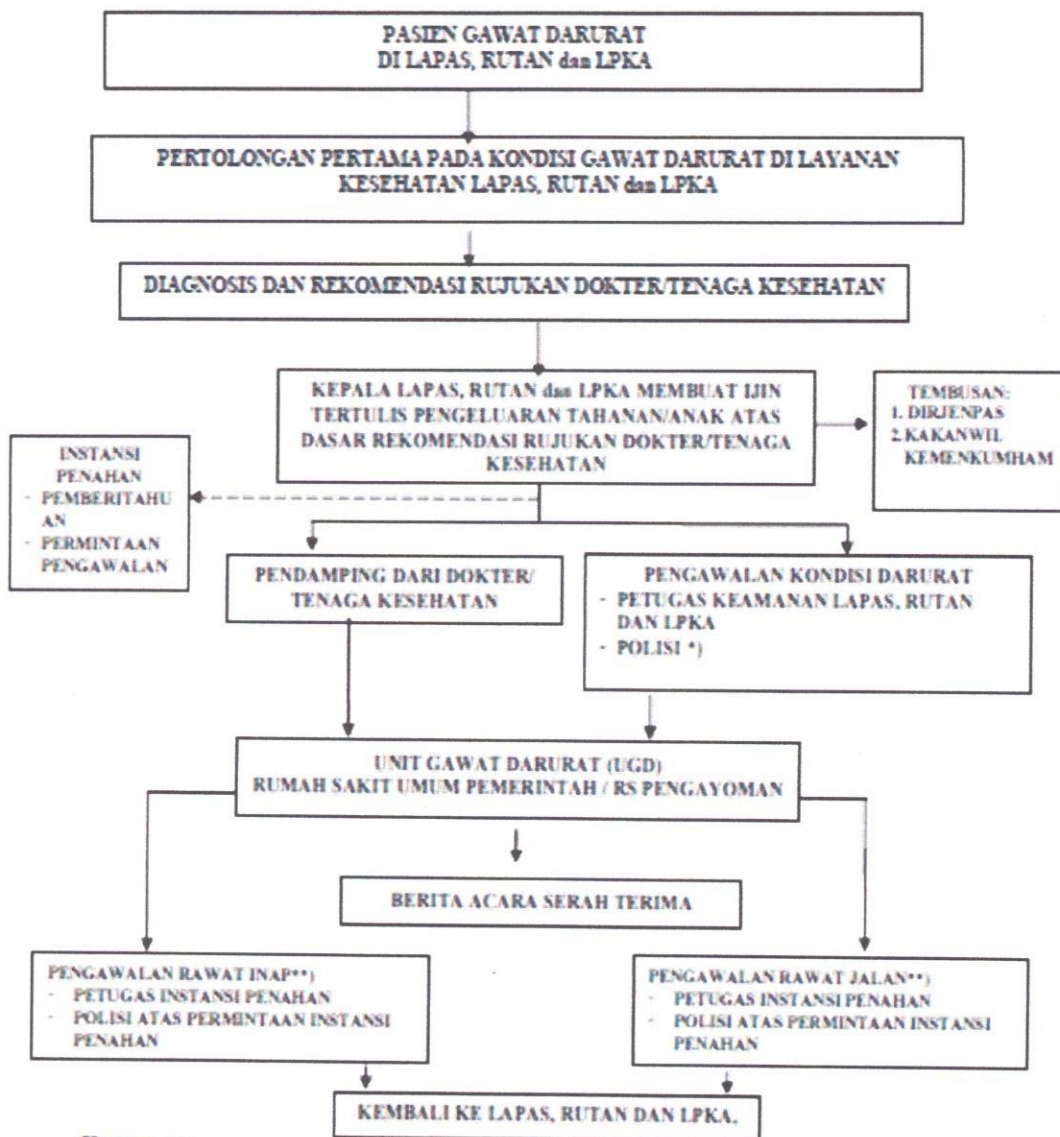 PASIEN GAWAT DARURAT
DI LAPAS, RUTAN dan LPKA
PERTOLONGAN PERTAMA PADA KONDISI GAWAT DARURAT DI LAYANAN
KESEHATAN LAPAS, RUTAN dan LPKA
DIAGNOSIS DAN REKOMENDASI RUJUKAN DOKTER/TENAGA KESEHATAN
KEPALA LAPAS, RUTAN dan LPKA MEMBUAT IJIN
TERTULIS PENGELUARAN TAHANAN/ANAK ATAS
DASAR REKOMENDASI RUJUKAN DOKTER/TENAGA
KESEHATAN
TEMBUSAN:
1. DIRJENPAS
2. KAKANWIL
KEMENKUMHAM
INSTANSI
PENAHAN
- PEMBERITAHU
AN
- PERMINTAAN
PENGAWALAN
PENDAMPING DARI DOKTER/
TENAGA KESEHATAN
PENGAWALAN KONDISI DARURAT
- PETUGAS KEAMANAN LAPAS, RUTAN
DAN LPKA
- POLISI *)
UNIT GAWAT DARURAT (UGD)
RUMAH SAKIT UMUM PEMERINTAH / RS PENGAYOMAN
BERITA ACARA SERAH TERIMA
PENGAWALAN RAWAT INAP**)
- PETUGAS INSTANSI PENAHAN
- POLISI ATAS PERMINTAAN INSTANSI
PENAHAN
PENGAWALAN RAWAT JALAN**)
- PETUGAS INSTANSI PENAHAN
- POLISI ATAS PERMINTAAN INSTANSI
PENAHAN
KEMBALI KE LAPAS, RUTAN DAN LPKA,